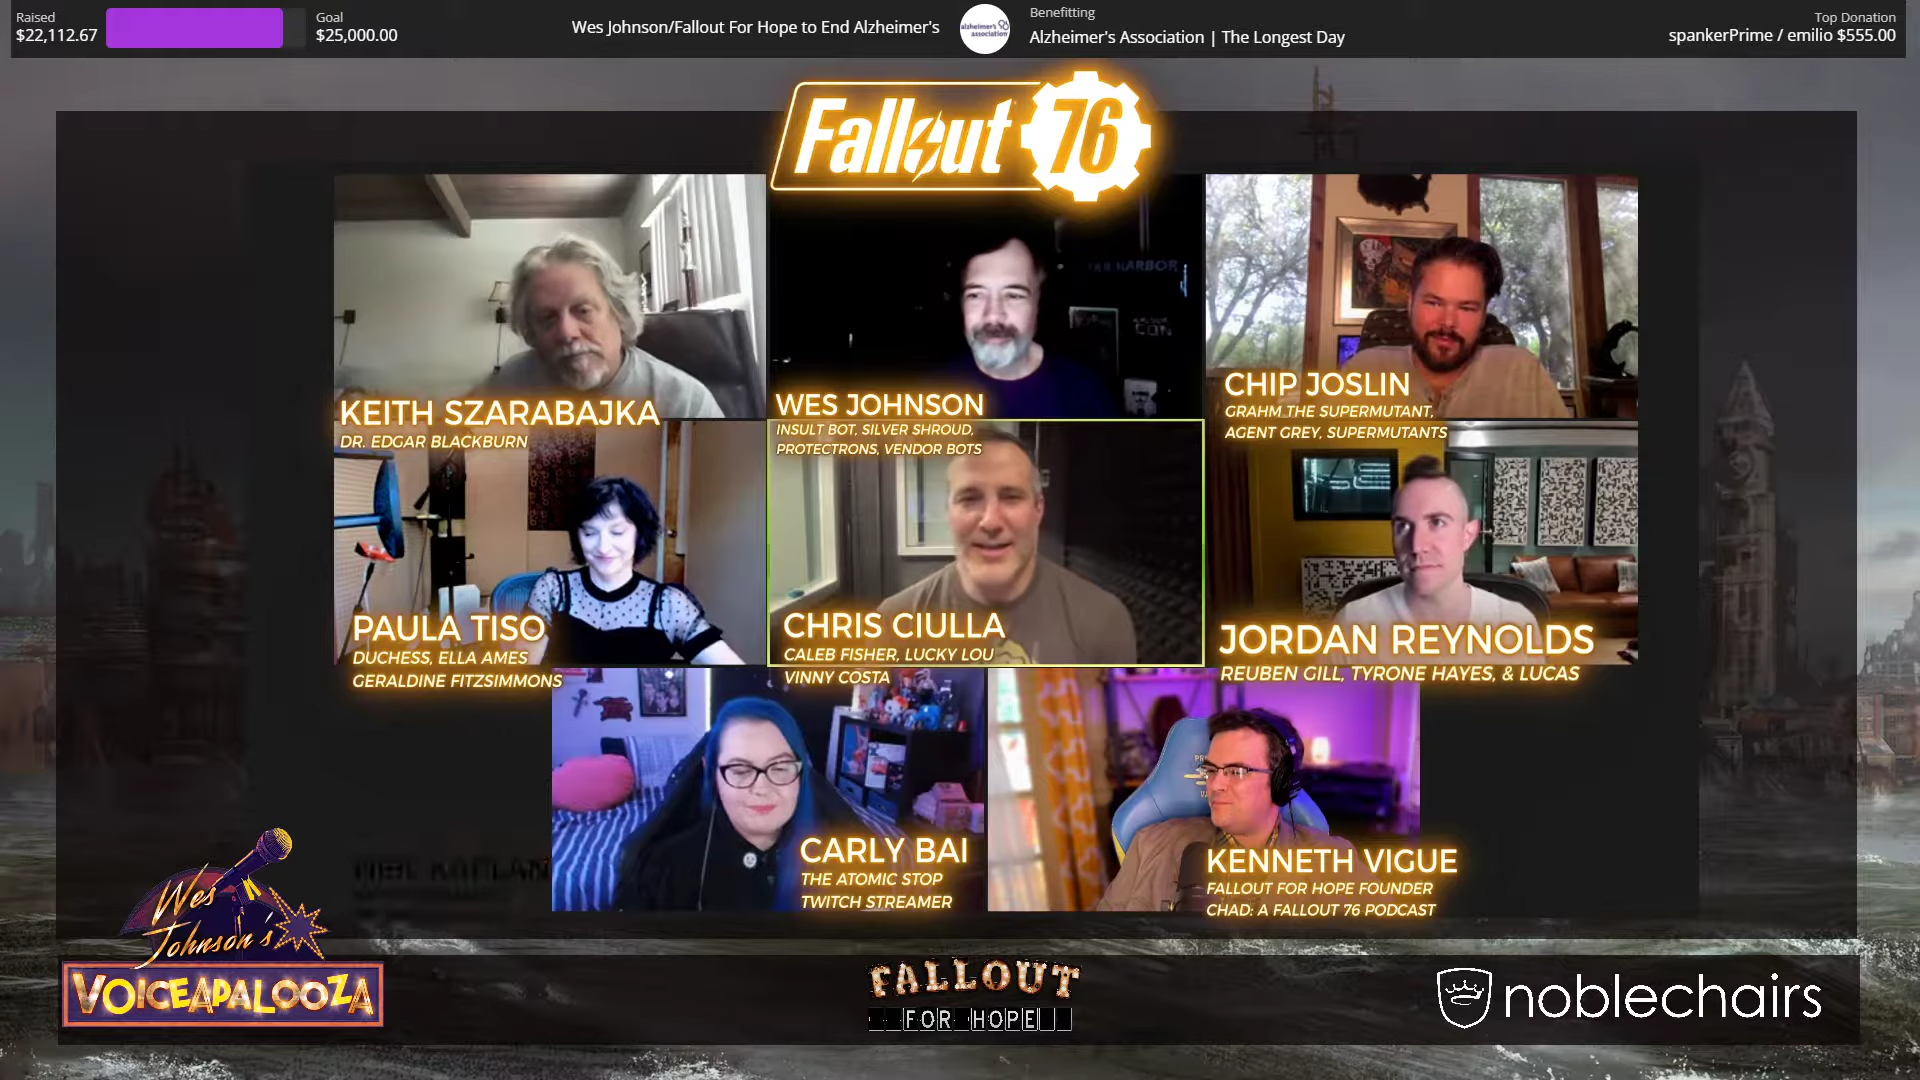 Raised
$22,112.67
Goal
$25,000.00
Wes Johnson/Fallout For Hope to End Alzheimer's
alzheimer's
association
Benefitting
Alzheimer's Association | The Longest Day
Top Donation
spankerPrime / emilio $555.00
Fallout 76
KEITH SZARABAJKA
DR. EDGAR BLACKBURN
WES JOHNSON
INSULT BOT, SILVER SHROUD,
PROTECTRONS, VENDOR BOTS
HARBOR
CON
CHIP JOSLIN
GRAHM THE SUPERMUTANT,
AGENT GREY, SUPERMUTANTS
PAULA TISO
DUCHESS, ELLA AMES
GERALDINE FITZSIMMONS
CHRIS CIULLA
CALEB FISHER, LUCKY LOU
VINNY COSTA
JORDAN REYNOLDS
REUBEN GILL, TYRONE HAYES, & LUCAS
CARLY BAI
THE ATOMIC STOP
TWITCH STREAMER
KENNETH VIGUE
FALLOUT FOR HOPE FOUNDER
CHAD: A FALLOUT 76 PODCAST
Wes
Johnson's
VOICEAPALOOZA
FALLOUT
FOR HOPE
noblechairs